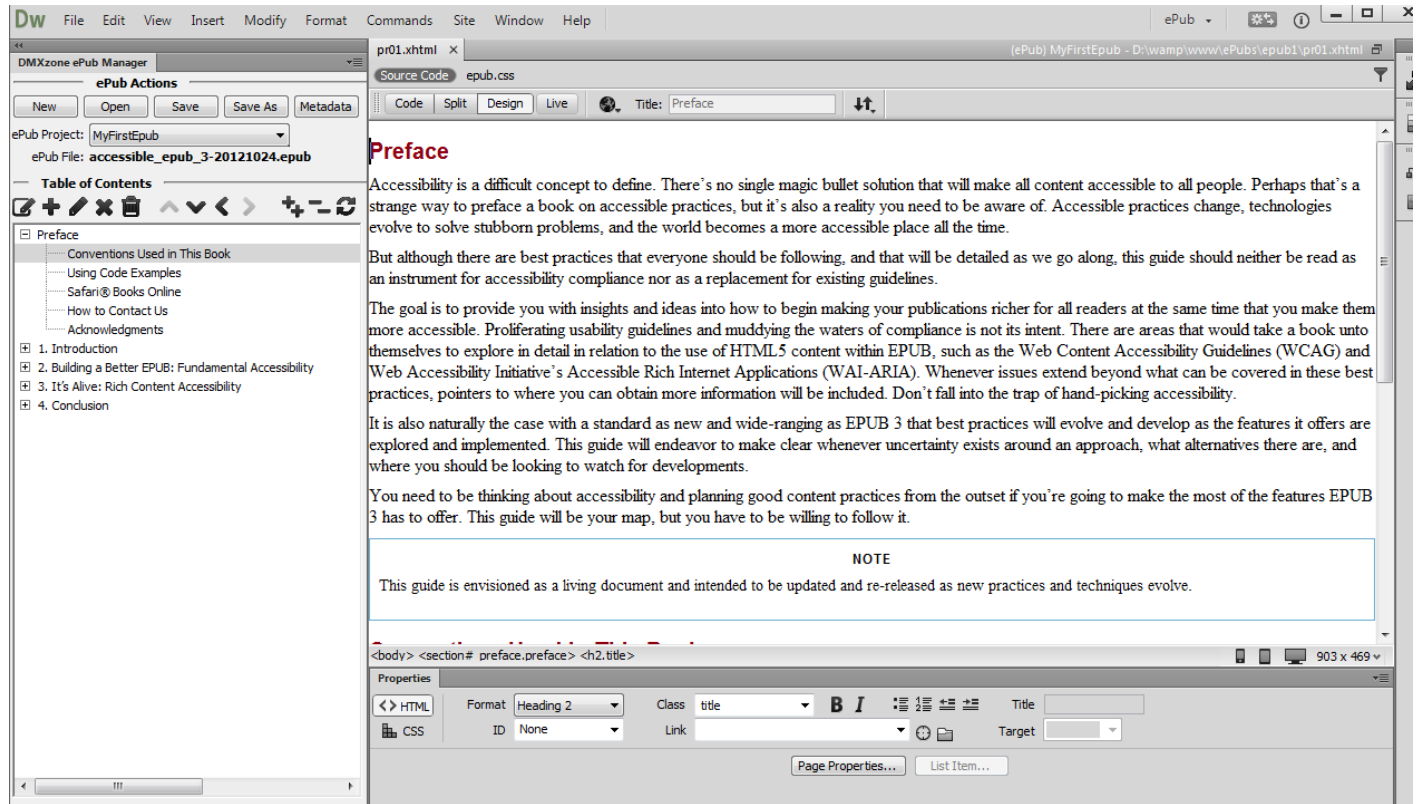 Dw File Edit View Insert Modify Format Commands Site Window Help ePub
DMXzone ePub Manager
ePub Actions
New Open Save Save As Metadata
ePub Project: MyFirstEpub
ePub File: accessible_epub_3-20121024.epub
Table of Contents
Preface
Conventions Used in This Book
Using Code Examples
Safari® Books Online
How to Contact Us
Acknowledgments
1. Introduction
2. Building a Better EPUB: Fundamental Accessibility
3. It's Alive: Rich Content Accessibility
4. Conclusion
pr01.xhtml × (ePub) MyFirstEpub - D:\wamp\www\ePubs\epub1\pr01.xhtml
Source Code epub.css
Code Split Design Live Title: Preface
Preface
Accessibility is a difficult concept to define. There's no single magic bullet solution that will make all content accessible to all people. Perhaps that's a
strange way to preface a book on accessible practices, but it's also a reality you need to be aware of. Accessible practices change, technologies
evolve to solve stubborn problems, and the world becomes a more accessible place all the time.
But although there are best practices that everyone should be following, and that will be detailed as we go along, this guide should neither be read as
an instrument for accessibility compliance nor as a replacement for existing guidelines.
The goal is to provide you with insights and ideas into how to begin making your publications richer for all readers at the same time that you make them
more accessible. Proliferating usability guidelines and muddying the waters of compliance is not its intent. There are areas that would take a book unto
themselves to explore in detail in relation to the use of HTML5 content within EPUB, such as the Web Content Accessibility Guidelines (WCAG) and
Web Accessibility Initiative's Accessible Rich Internet Applications (WAI-ARIA). Whenever issues extend beyond what can be covered in these best
practices, pointers to where you can obtain more information will be included. Don't fall into the trap of hand-picking accessibility.
It is also naturally the case with a standard as new and wide-ranging as EPUB 3 that best practices will evolve and develop as the features it offers are
explored and implemented. This guide will endeavor to make clear whenever uncertainty exists around an approach, what alternatives there are, and
where you should be looking to watch for developments.
You need to be thinking about accessibility and planning good content practices from the outset if you're going to make the most of the features EPUB
3 has to offer. This guide will be your map, but you have to be willing to follow it.
NOTE
This guide is envisioned as a living document and intended to be updated and re-released as new practices and techniques evolve.
<body> <section# preface.preface> <h2.title> 903 x 469
Properties
<> HTML Format Heading 2 Class title B I Title
CSS ID None Link Target
Page Properties... List Item...